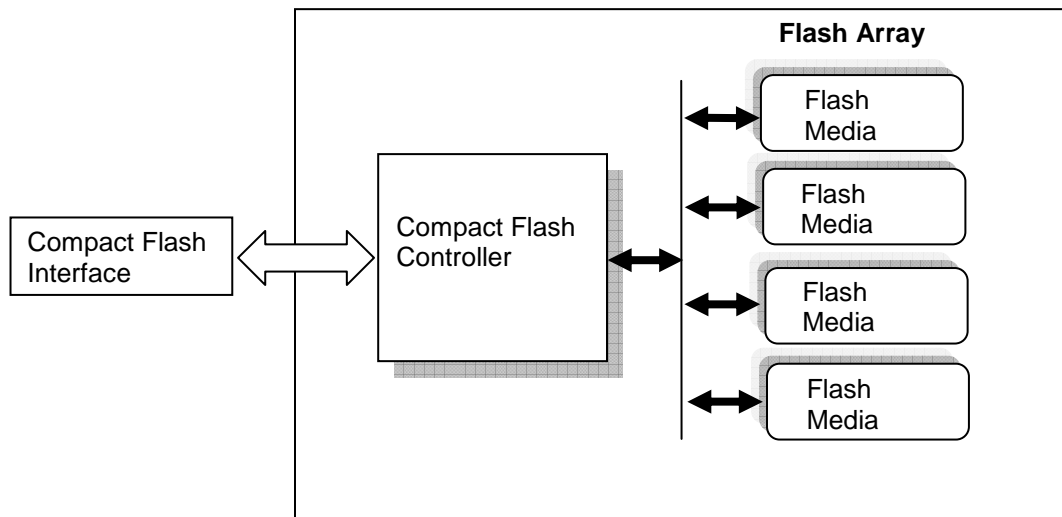 Flash Array
Flash
Media
Flash
Media
Compact Flash
Controller
Compact Flash
Interface
Flash
Media
Flash
Media